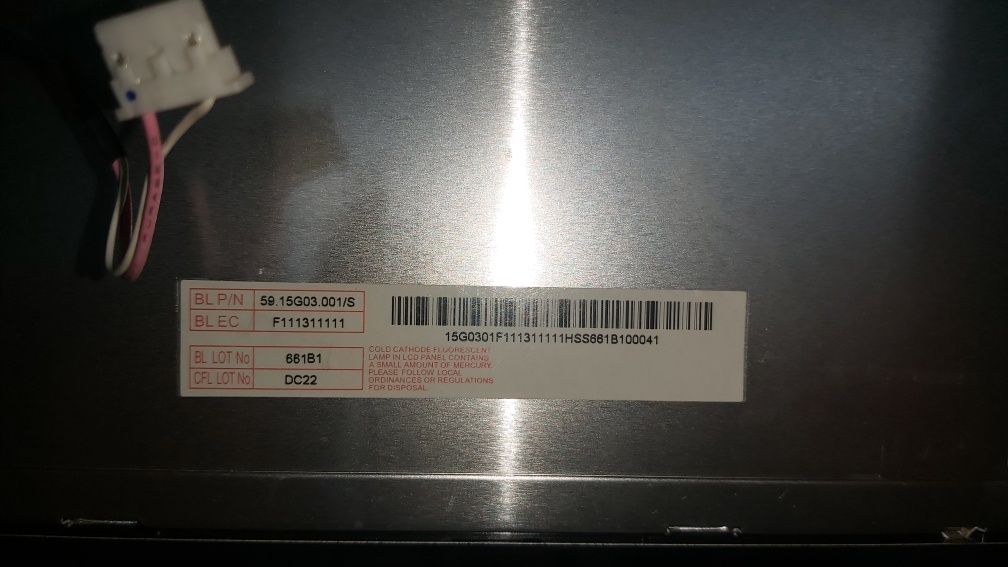 BL P/N 59.15G03.001/S
BL EC F111311111
15G0301F111311111HSS661B100041
BL LOT No 661B1
CFL LOT No DC22
COLD CATHODE FLUORESCENT
LAMP IN LCD PANEL CONTAINS
A SMALL AMOUNT OF MERCURY.
PLEASE FOLLOW LOCAL
ORDINANCES OR REGULATIONS
FOR DISPOSAL.